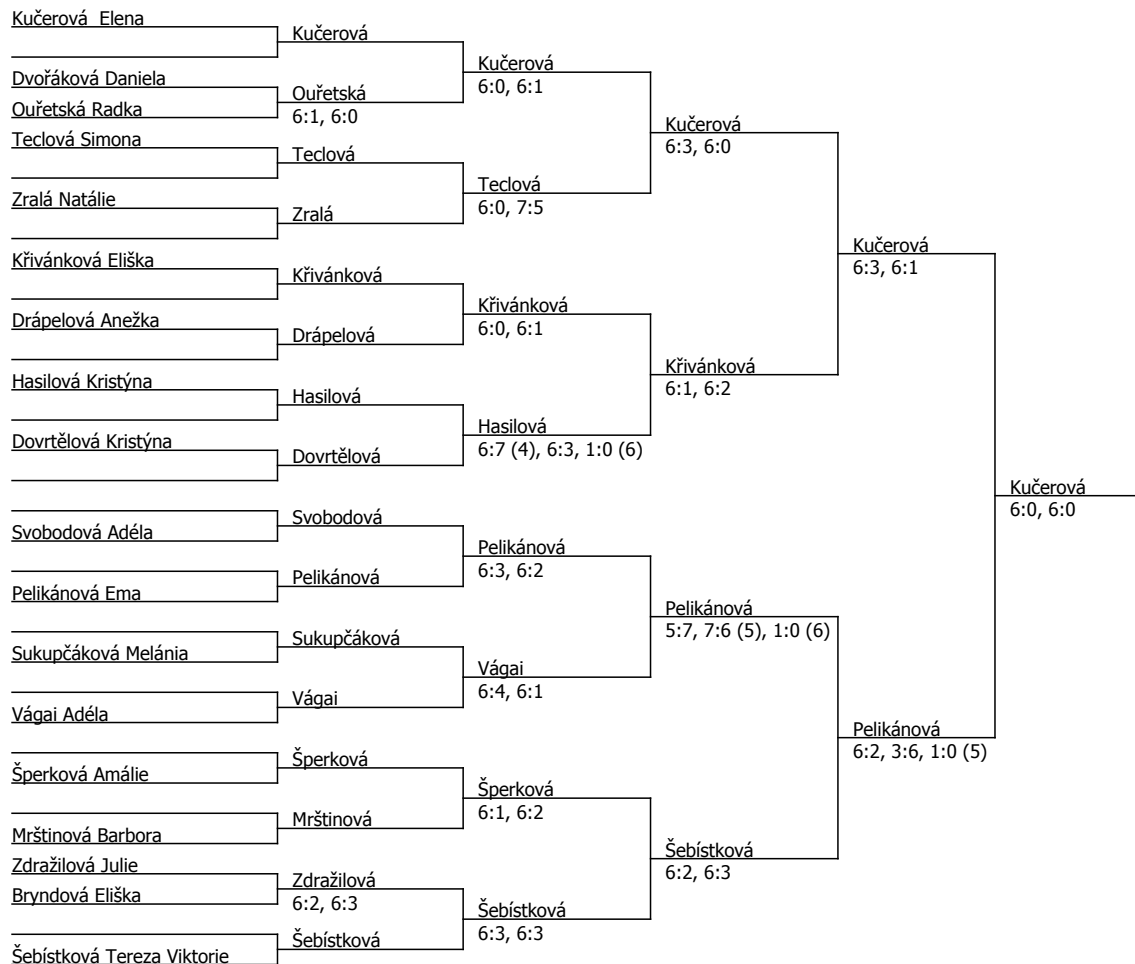 Kučerová  Elena
Dvořáková Daniela
Ouřetská Radka
Teclová Simona
Zralá Natálie
Křivánková Eliška
Drápelová Anežka
Hasilová Kristýna
Dovrtělová Kristýna
Svobodová Adéla
Pelikánová Ema
Sukupčáková Melánia
Vágai Adéla
Šperková Amálie
Mrštinová Barbora
Zdražilová Julie
Bryndová Eliška
Šebístková Tereza Viktorie
Kučerová
Ouřetská
6:1, 6:0
Teclová
Zralá
Křivánková
Drápelová
Hasilová
Dovrtělová
Svobodová
Pelikánová
Sukupčáková
Vágai
Šperková
Mrštinová
Zdražilová
6:2, 6:3
Šebístková
Kučerová
6:0, 6:1
Teclová
6:0, 7:5
Křivánková
6:0, 6:1
Hasilová
6:7 (4), 6:3, 1:0 (6)
Pelikánová
6:3, 6:2
Vágai
6:4, 6:1
Šperková
6:1, 6:2
Šebístková
6:3, 6:3
Kučerová
6:3, 6:0
Křivánková
6:1, 6:2
Pelikánová
5:7, 7:6 (5), 1:0 (6)
Šebístková
6:2, 6:3
Kučerová
6:3, 6:1
Pelikánová
6:2, 3:6, 1:0 (5)
Kučerová
6:0, 6:0